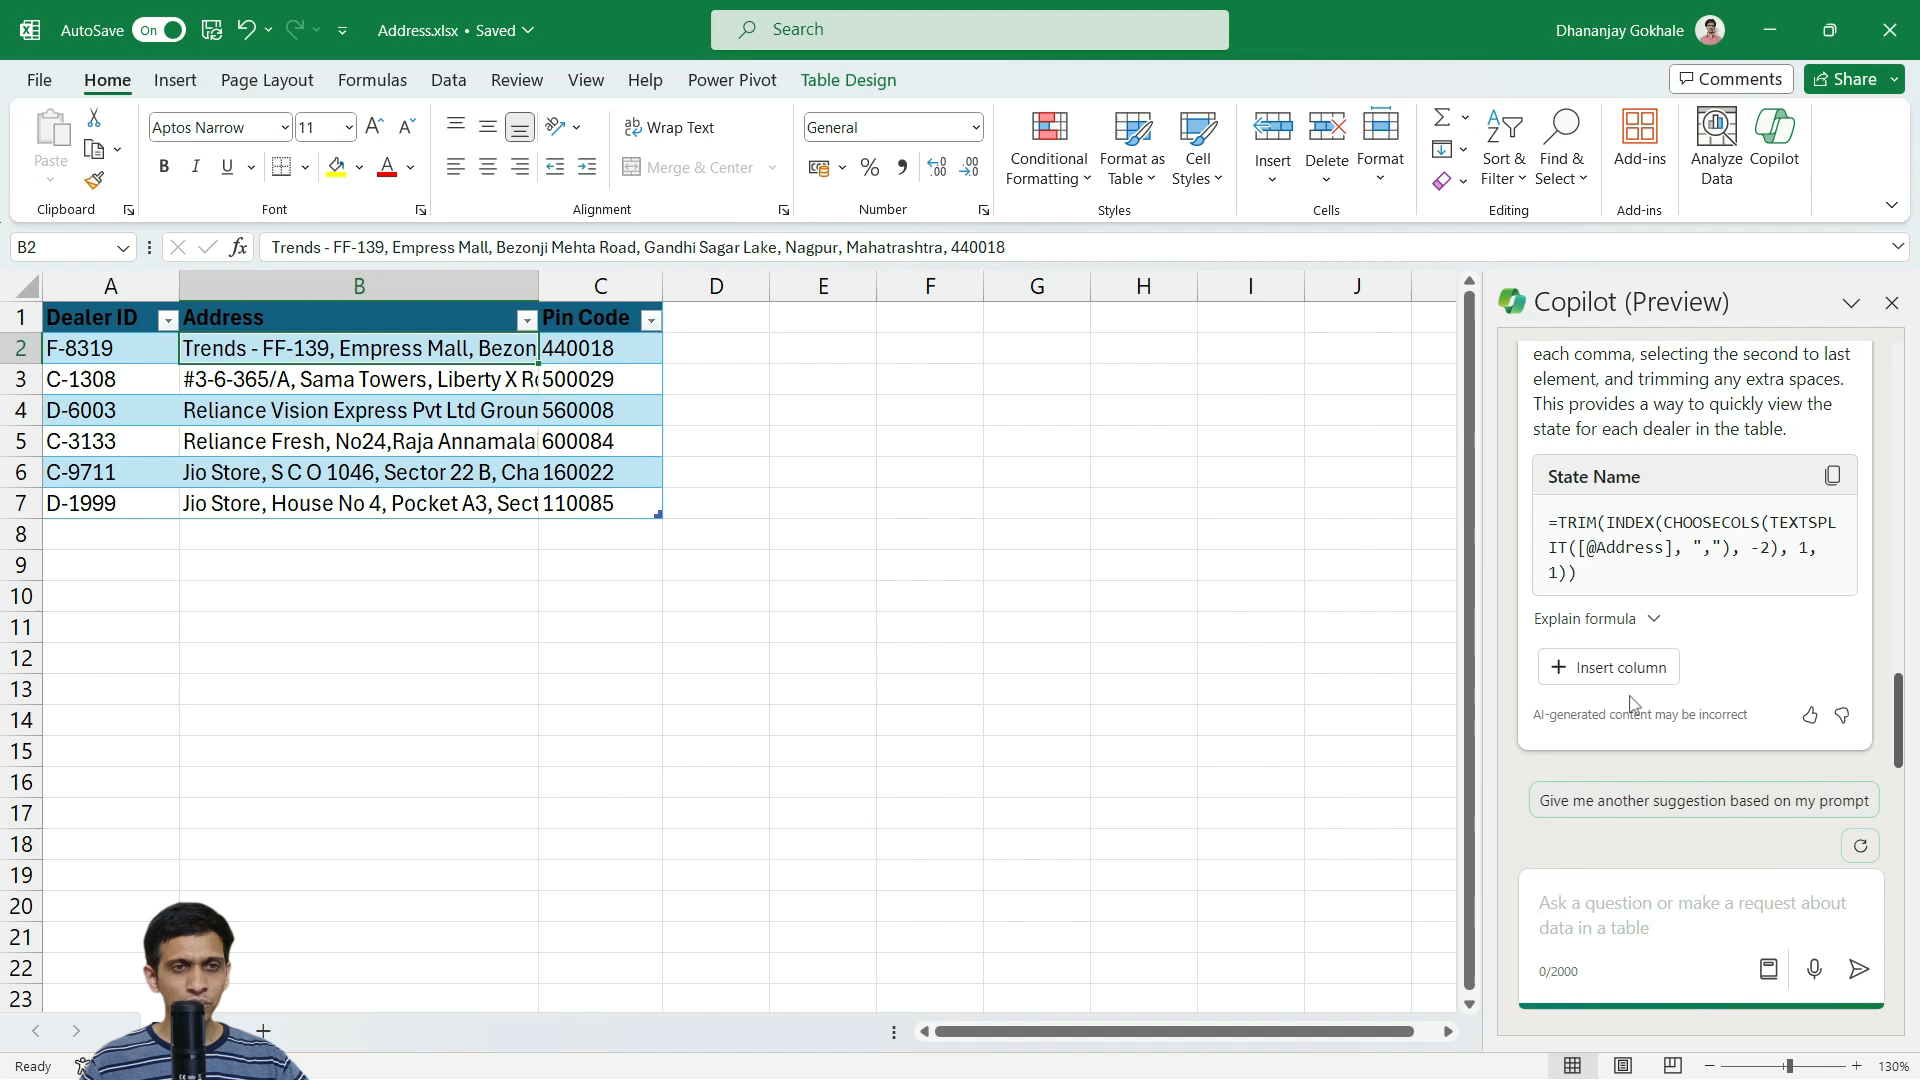 AutoSave On Address.xlsx • Saved Search Dhananjay Gokhale
File Home Insert Page Layout Formulas Data Review View Help Power Pivot Table Design Comments Share
Paste
Clipboard
Aptos Narrow 11
B I U
Font
Wrap Text
Merge & Center
Alignment
General
Number
Conditional Formatting
Format as Table
Cell Styles
Styles
Insert Delete Format
Cells
Sort & Filter
Find & Select
Editing
Add-ins
Add-ins
Analyze Data
Copilot
B2 fx Trends - FF-139, Empress Mall, Bezonji Mehta Road, Gandhi Sagar Lake, Nagpur, Mahatrashtra, 440018
A B C D E F G H I J
1 Dealer ID Address Pin Code
2 F-8319 Trends - FF-139, Empress Mall, Bezon 440018
3 C-1308 #3-6-365/A, Sama Towers, Liberty X Ro 500029
4 D-6003 Reliance Vision Express Pvt Ltd Groun 560008
5 C-3133 Reliance Fresh, No24,Raja Annamala 600084
6 C-9711 Jio Store, S C O 1046, Sector 22 B, Cha 160022
7 D-1999 Jio Store, House No 4, Pocket A3, Sect 110085
8
9
10
11
12
13
14
15
16
17
18
19
20
21
22
23
Copilot (Preview)
each comma, selecting the second to last
element, and trimming any extra spaces.
This provides a way to quickly view the
state for each dealer in the table.
State Name
=TRIM(INDEX(CHOOSECOLS(TEXTSPL
IT([@Address], ","), -2), 1,
1))
Explain formula
Insert column
AI-generated content may be incorrect
Give me another suggestion based on my prompt
Ask a question or make a request about
data in a table
0/2000
Ready 130%